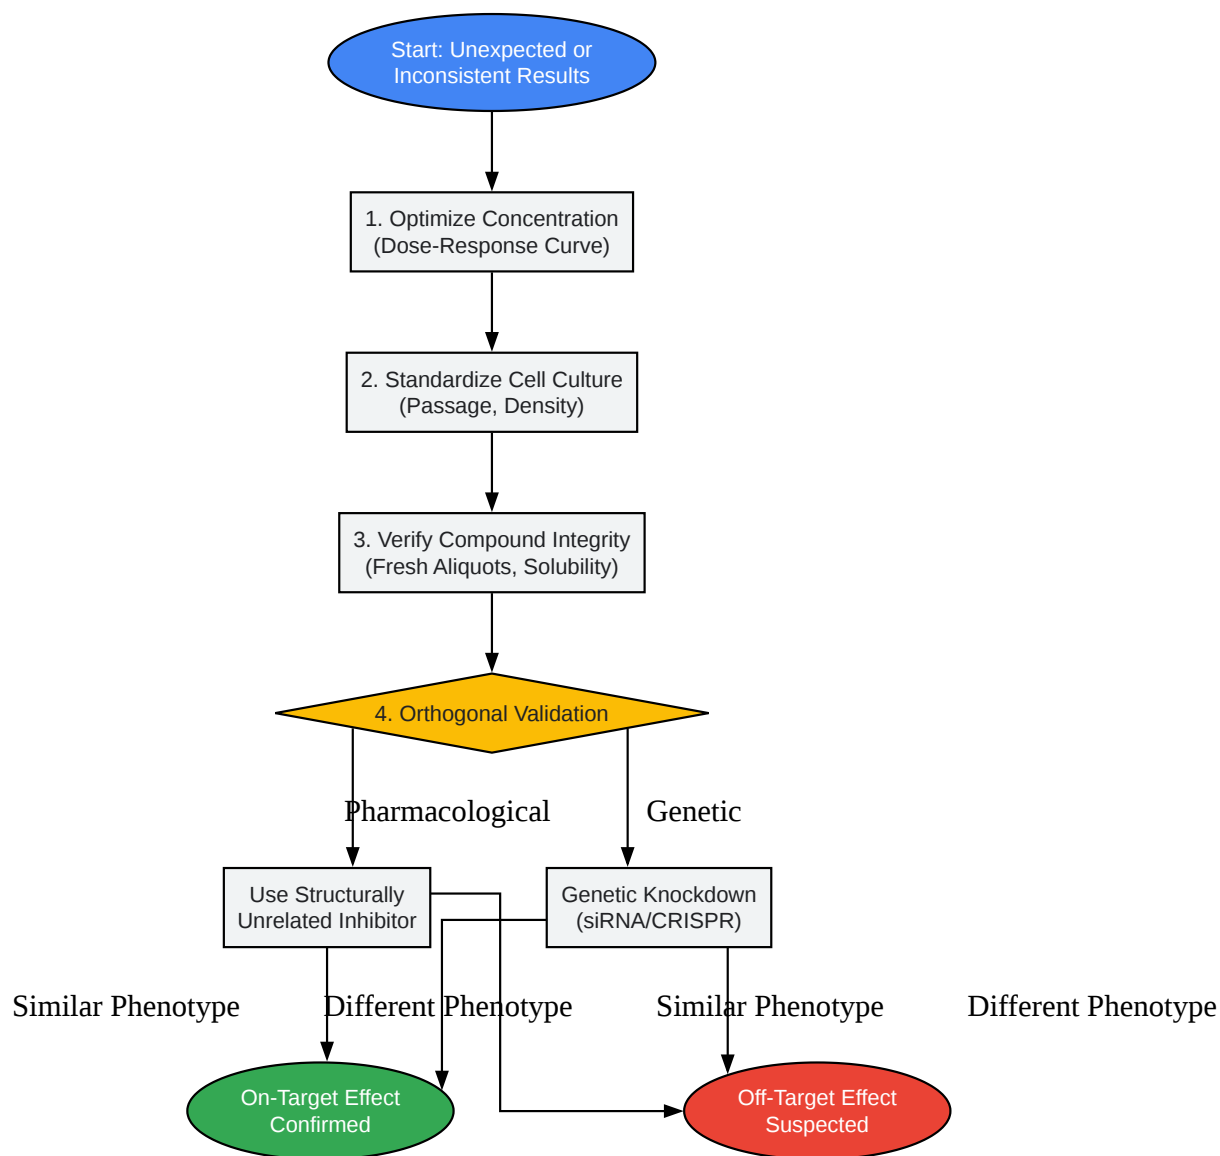 Start: Unexpected or
Inconsistent Results
1. Optimize Concentration
(Dose-Response Curve)
2. Standardize Cell Culture
(Passage, Density)
3. Verify Compound Integrity
(Fresh Aliquots, Solubility)
4. Orthogonal Validation
Pharmacological
Genetic
Use Structurally
Unrelated Inhibitor
Genetic Knockdown
(siRNA/CRISPR)
Similar Phenotype
Different Phenotype
Similar Phenotype
Different Phenotype
On-Target Effect
Confirmed
Off-Target Effect
Suspected